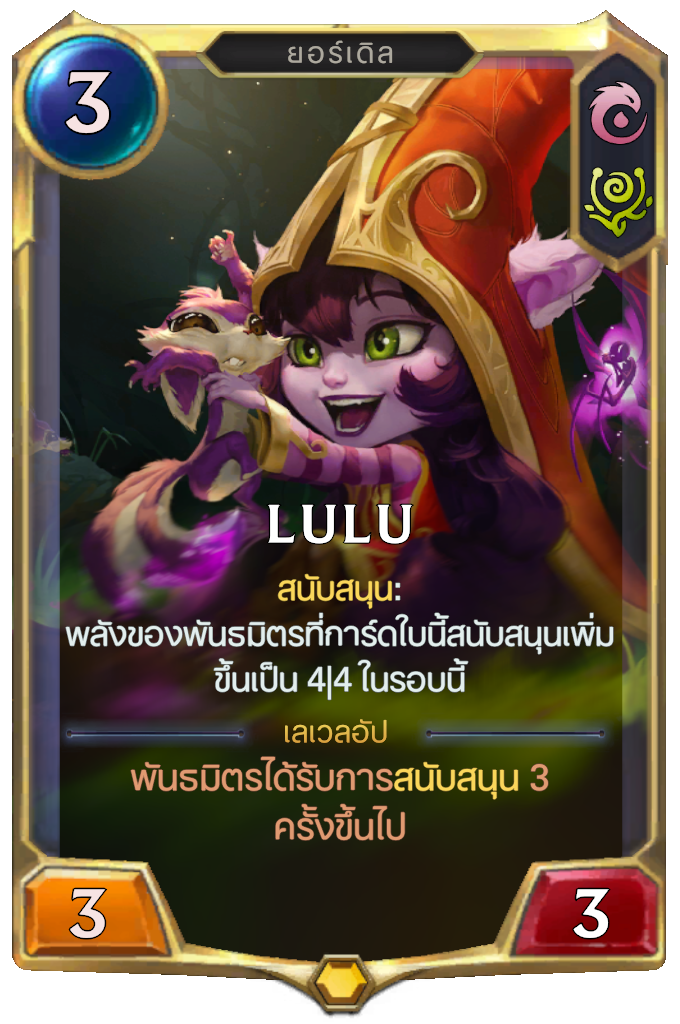 ยอร์เดิล
3
LULU
สนับสนุน:
พลังของพันธมิตรที่การ์ดใบนี้สนับสนุนเพิ่ม
ขึ้นเป็น 4|4 ในรอบนี้
เลเวลอัป
พันธมิตรได้รับการสนับสนุน 3
ครั้งขึ้นไป
3
3